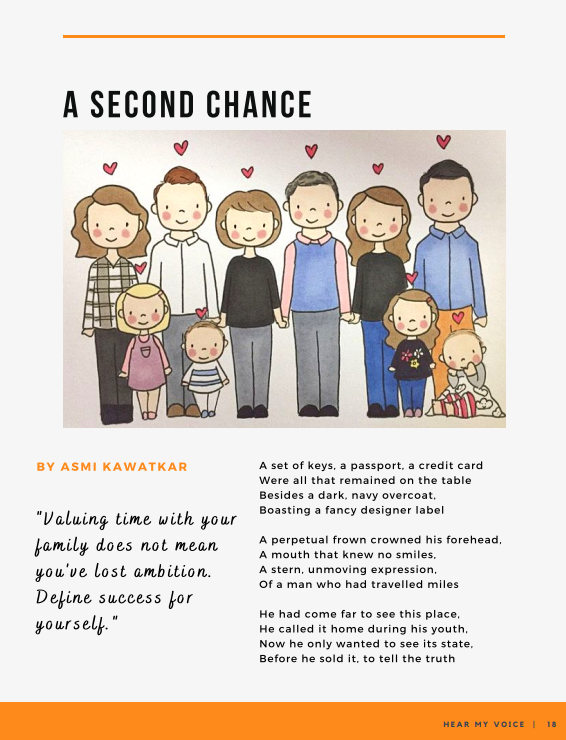 A SECOND CHANCE
BY ASMI KAWATKAR
"Valuing time with your
family does not mean
you've lost ambition.
Define success for
yourself."
A set of keys, a passport, a credit card
Were all that remained on the table
Besides a dark, navy overcoat,
Boasting a fancy designer label
A perpetual frown crowned his forehead,
A mouth that knew no smiles,
A stern, unmoving expression,
Of a man who had travelled miles
He had come far to see this place,
He called it home during his youth,
Now he only wanted to see its state,
Before he sold it, to tell the truth
HEAR MY VOICE | 18